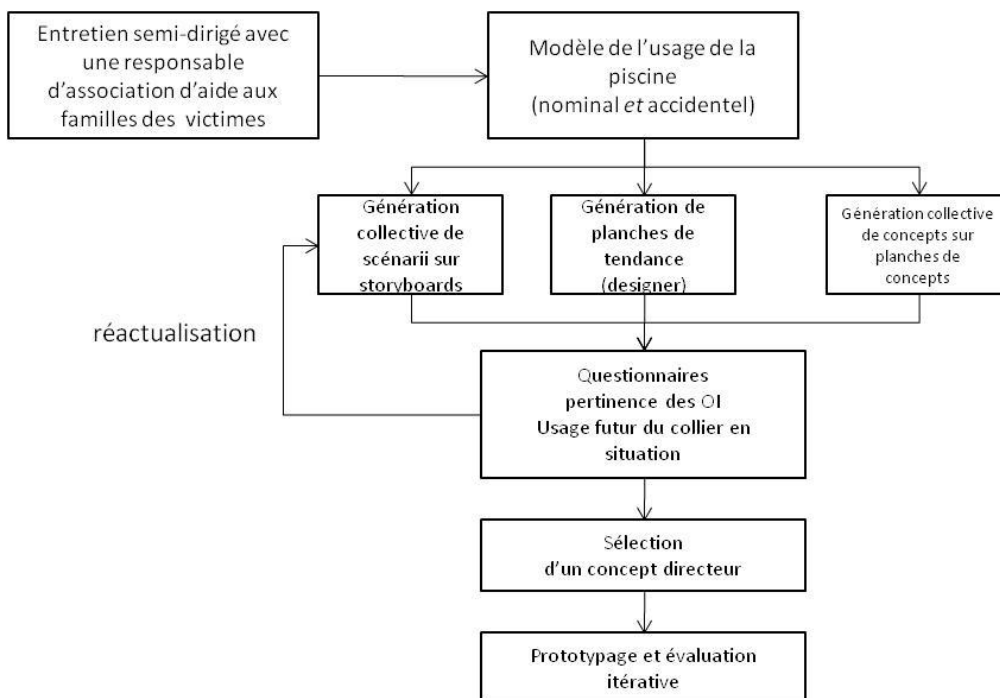 Entretien semi-dirigé avec
une responsable
d'association d'aide aux
familles des victimes
Modèle de l'usage de la
piscine
(nominal et accidentel)
Génération
collective de
scénarii sur
storyboards
Génération de
planches de
tendance
(designer)
Génération collective
de concepts sur
planches de
concepts
réactualisation
Questionnaires
pertinence des OI
Usage futur du collier en
situation
Sélection
d'un concept directeur
Prototypage et évaluation
itérative